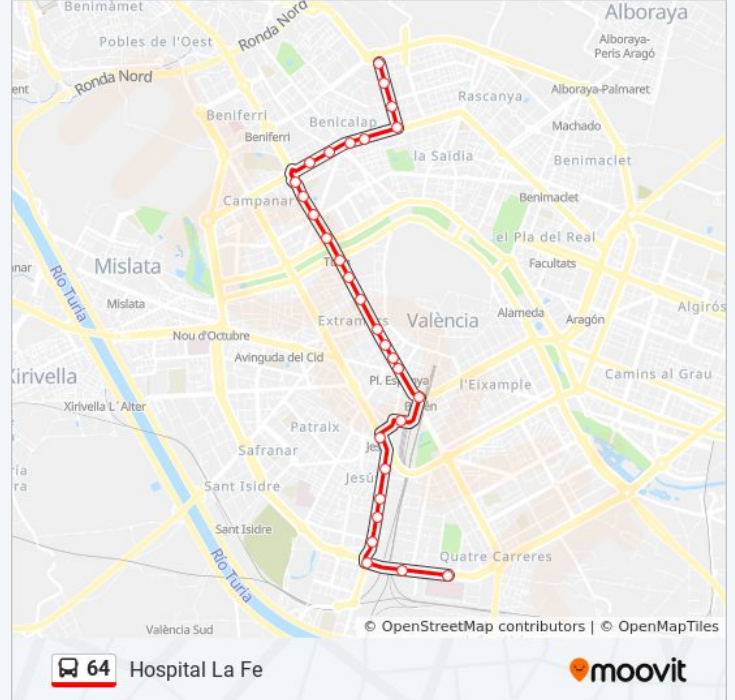 Benimàmet
Alboraya
Pobles de l'Oest
Ronda Nord
Alboraya-
Peris Aragó
Ronda Nord
ent
Alboraya-Palmaret
Rascanya
Beniferri
Benicalap
Machado
Beniferri
la Saïdia
Benimaclet
Campanar
Benimaclet
el Pla del Real
nar
Mislata
Facultats
Río Turia
Mislata
Alameda
Algirós
Extramurs
València
Aragón
Nou d'Octubre
Avinguda del Cid
Xirivella
Pl. Espanya
l'Eixample
Camins al Grau
Xirivella L´Alter
Patraix
Safranar
ía
ra
Sant Isidre
Sant Isidre
Quatre Carreres
Río Turia
València Sud
© OpenStreetMap contributors | © OpenMapTiles
64 Hospital La Fe
moovit